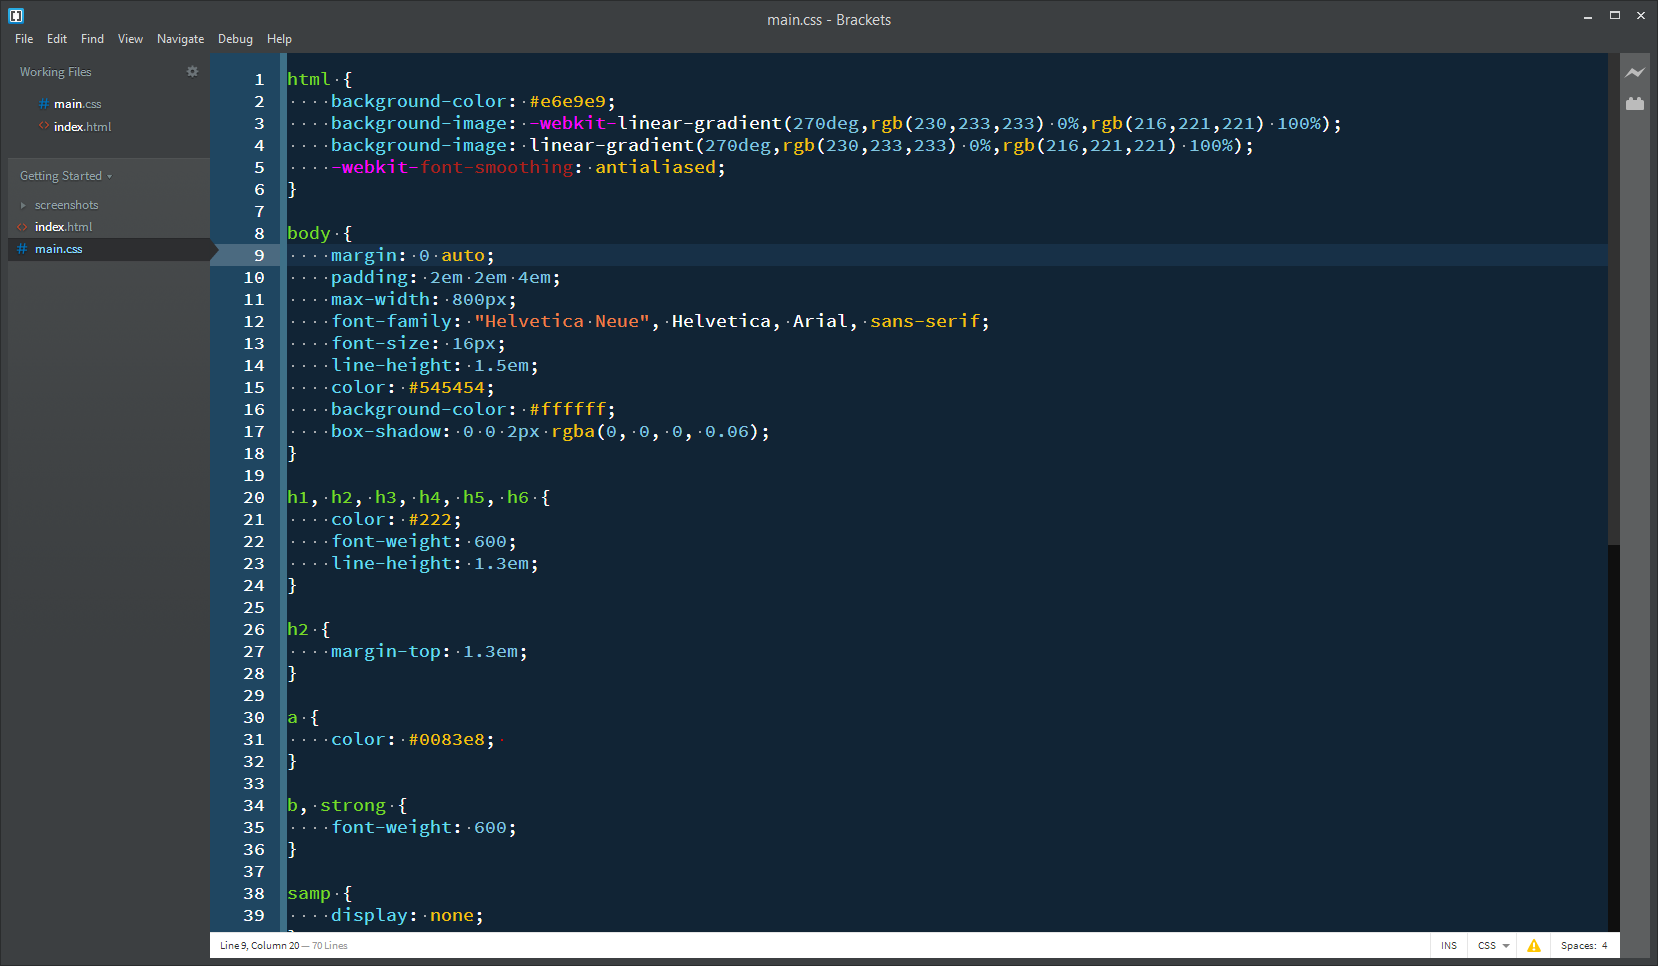 main.css - Brackets
File Edit Find View Navigate Debug Help
Working Files
main.css
index.html
Getting Started
screenshots
index.html
main.css
1 html {
2     background-color: #e6e9e9;
3     background-image: -webkit-linear-gradient(270deg,rgb(230,233,233) 0%,rgb(216,221,221) 100%);
4     background-image: linear-gradient(270deg,rgb(230,233,233) 0%,rgb(216,221,221) 100%);
5     -webkit-font-smoothing: antialiased;
6 }
7
8 body {
9     margin: 0 auto;
10     padding: 2em 2em 4em;
11     max-width: 800px;
12     font-family: "Helvetica Neue", Helvetica, Arial, sans-serif;
13     font-size: 16px;
14     line-height: 1.5em;
15     color: #545454;
16     background-color: #ffffff;
17     box-shadow: 0 0 2px rgba(0, 0, 0, 0.06);
18 }
19
20 h1, h2, h3, h4, h5, h6 {
21     color: #222;
22     font-weight: 600;
23     line-height: 1.3em;
24 }
25
26 h2 {
27     margin-top: 1.3em;
28 }
29
30 a {
31     color: #0083e8;
32 }
33
34 b, strong {
35     font-weight: 600;
36 }
37
38 samp {
39     display: none;
Line 9, Column 20 — 70 Lines
INS CSS Spaces: 4